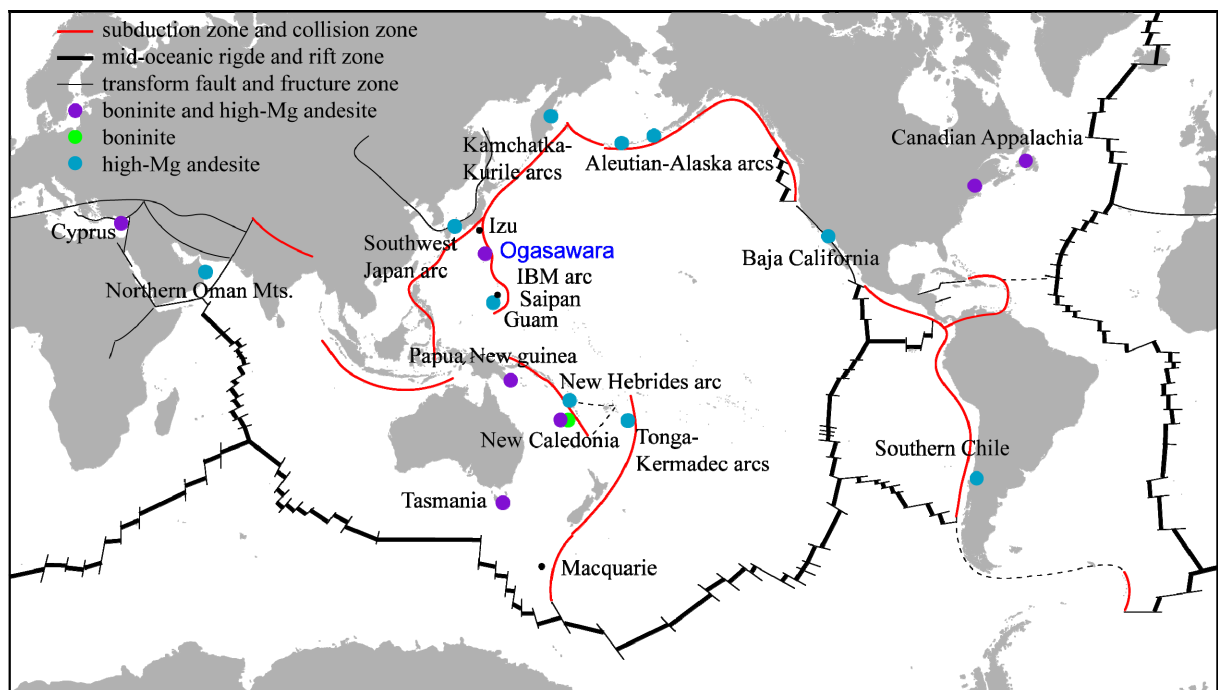 subduction zone and collision zone
mid-oceanic rigde and rift zone
transform fault and fructure zone
boninite and high-Mg andesite
boninite
high-Mg andesite
Kamchatka-
Kurile arcs
Aleutian-Alaska arcs
Canadian Appalachia
Cyprus
Northern Oman Mts.
Southwest
Japan arc
Izu
Ogasawara
IBM arc
Saipan
Guam
Baja California
Papua New guinea
New Hebrides arc
New Caledonia
Tonga-
Kermadec arcs
Southern Chile
Tasmania
Macquarie